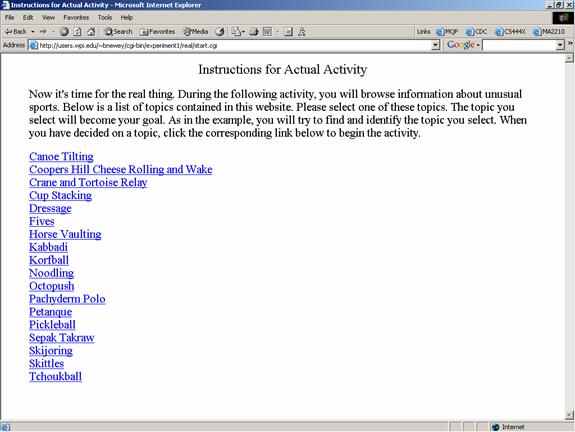 Instructions for Actual Activity - Microsoft Internet Explorer
File Edit View Favorites Tools Help
Back Search Favorites Media
Links MQP CDC CS444X MA2210
Address http://users.wpi.edu/~bnewey/cgi-bin/experiment1/real/start.cgi Google
Instructions for Actual Activity
Now it's time for the real thing. During the following activity, you will browse information about unusual
sports. Below is a list of topics contained in this website. Please select one of these topics. The topic you
select will become your goal. As in the example, you will try to find and identify the topic you select. When
you have decided on a topic, click the corresponding link below to begin the activity.
Canoe Tilting
Coopers Hill Cheese Rolling and Wake
Crane and Tortoise Relay
Cup Stacking
Dressage
Fives
Horse Vaulting
Kabbadi
Korfball
Noodling
Octopush
Pachyderm Polo
Petanque
Pickleball
Sepak Takraw
Skijoring
Skittles
Tchoukball
Internet